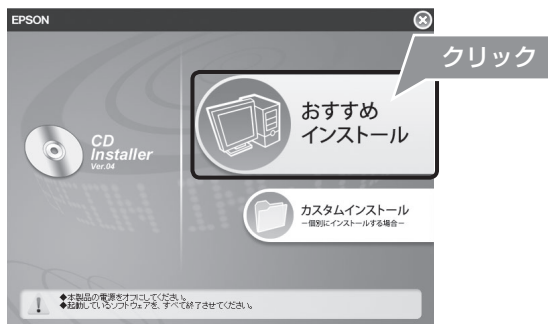 EPSON
クリック
おすすめ
インストール
CD
Installer
Ver.04
カスタムインストール
－個別にインストールする場合－
◆本製品の電源をオフにしてください。
◆起動しているソフトウェアを、すべて終了させてください。